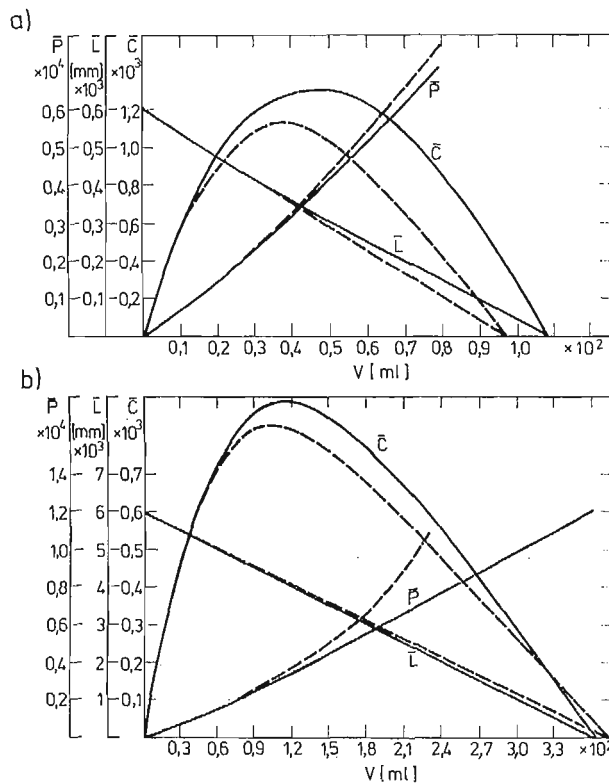 a)
P̄ L̄ C̄
×10⁴ [mm] ×10³
×10³
P̄
0,6 0,6 1,2
0,5 0,5 1,0
C̄
0,4 0,4 0,8
0,3 0,3 0,6
L̄
0,2 0,2 0,4
0,1 0,1 0,2
0,1 0,2 0,3 0,4 0,5 0,6 0,7 0,8 0,9 1,0 ×10²
V [ml]
b)
P̄ L̄ C̄
×10⁴ [mm] ×10³
×10³
C̄
1,4 7 0,7
1,2 6 0,6
1,0 5 0,5
0,8 4 0,4
P̄
0,6 3 0,3
L̄
0,4 2 0,2
0,2 1 0,1
0,3 0,6 0,9 1,2 1,5 1,8 2,1 2,4 2,7 3,0 3,3 ×10²
V [ml]